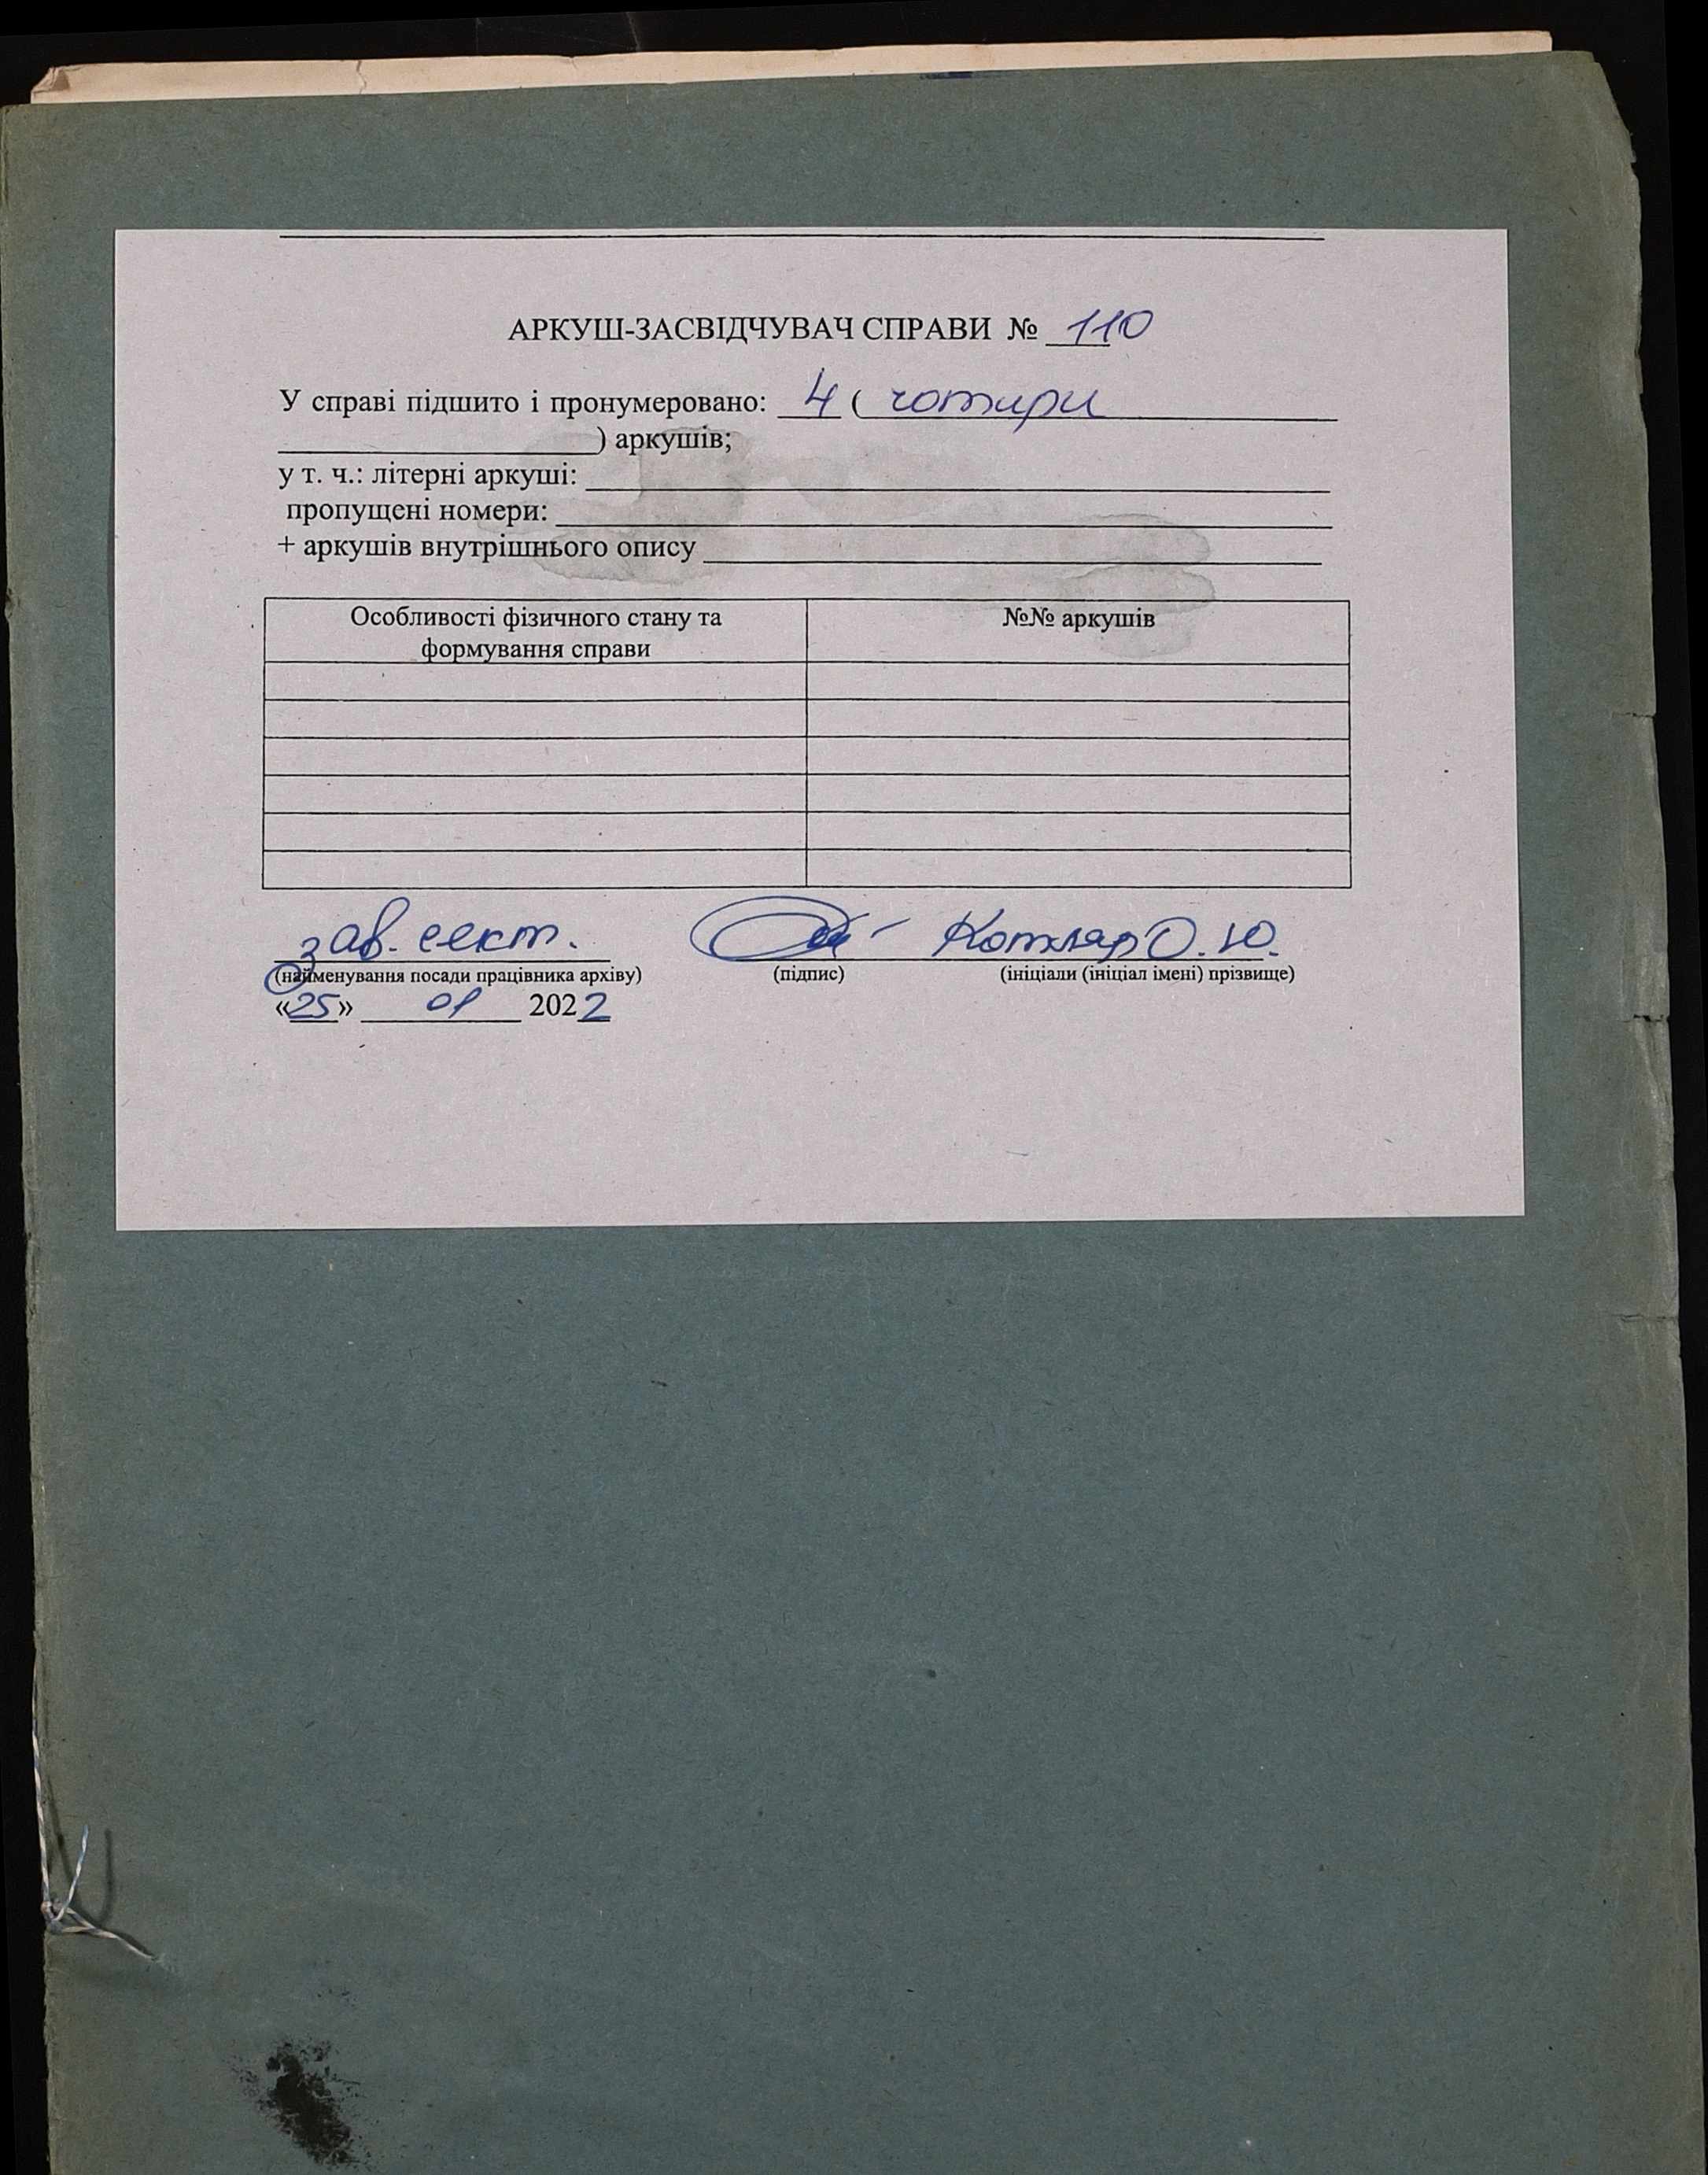 АРКУШ-ЗАСВІДЧУВАЧ СПРАВИ № 110
У справі підшито і пронумеровано: 4 ( чотири
) аркушів;
у т. ч.: літерні аркуші:
пропущені номери:
+ аркушів внутрішнього опису
Особливості фізичного стану та формування справи
№№ аркушів
зав. сект. Котляр О. Ю.
(найменування посади працівника архіву) (підпис) (ініціали (ініціал імені) прізвище)
«25» 01 2022